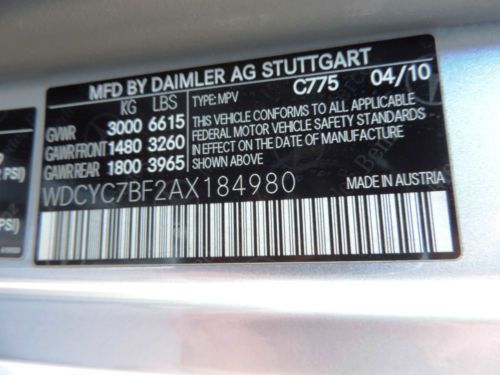 MFD BY DAIMLER AG STUTTGART
KG LBS TYPE: MPV C775 04/10
GVWR 3000 6615
GAWR FRONT 1480 3260
GAWR REAR 1800 3965
THIS VEHICLE CONFORMS TO ALL APPLICABLE
FEDERAL MOTOR VEHICLE SAFETY STANDARDS
IN EFFECT ON THE DATE OF MANUFACTURE
SHOWN ABOVE.
WDCYC7BF2AX184980
MADE IN AUSTRIA
PSI)
PSI)